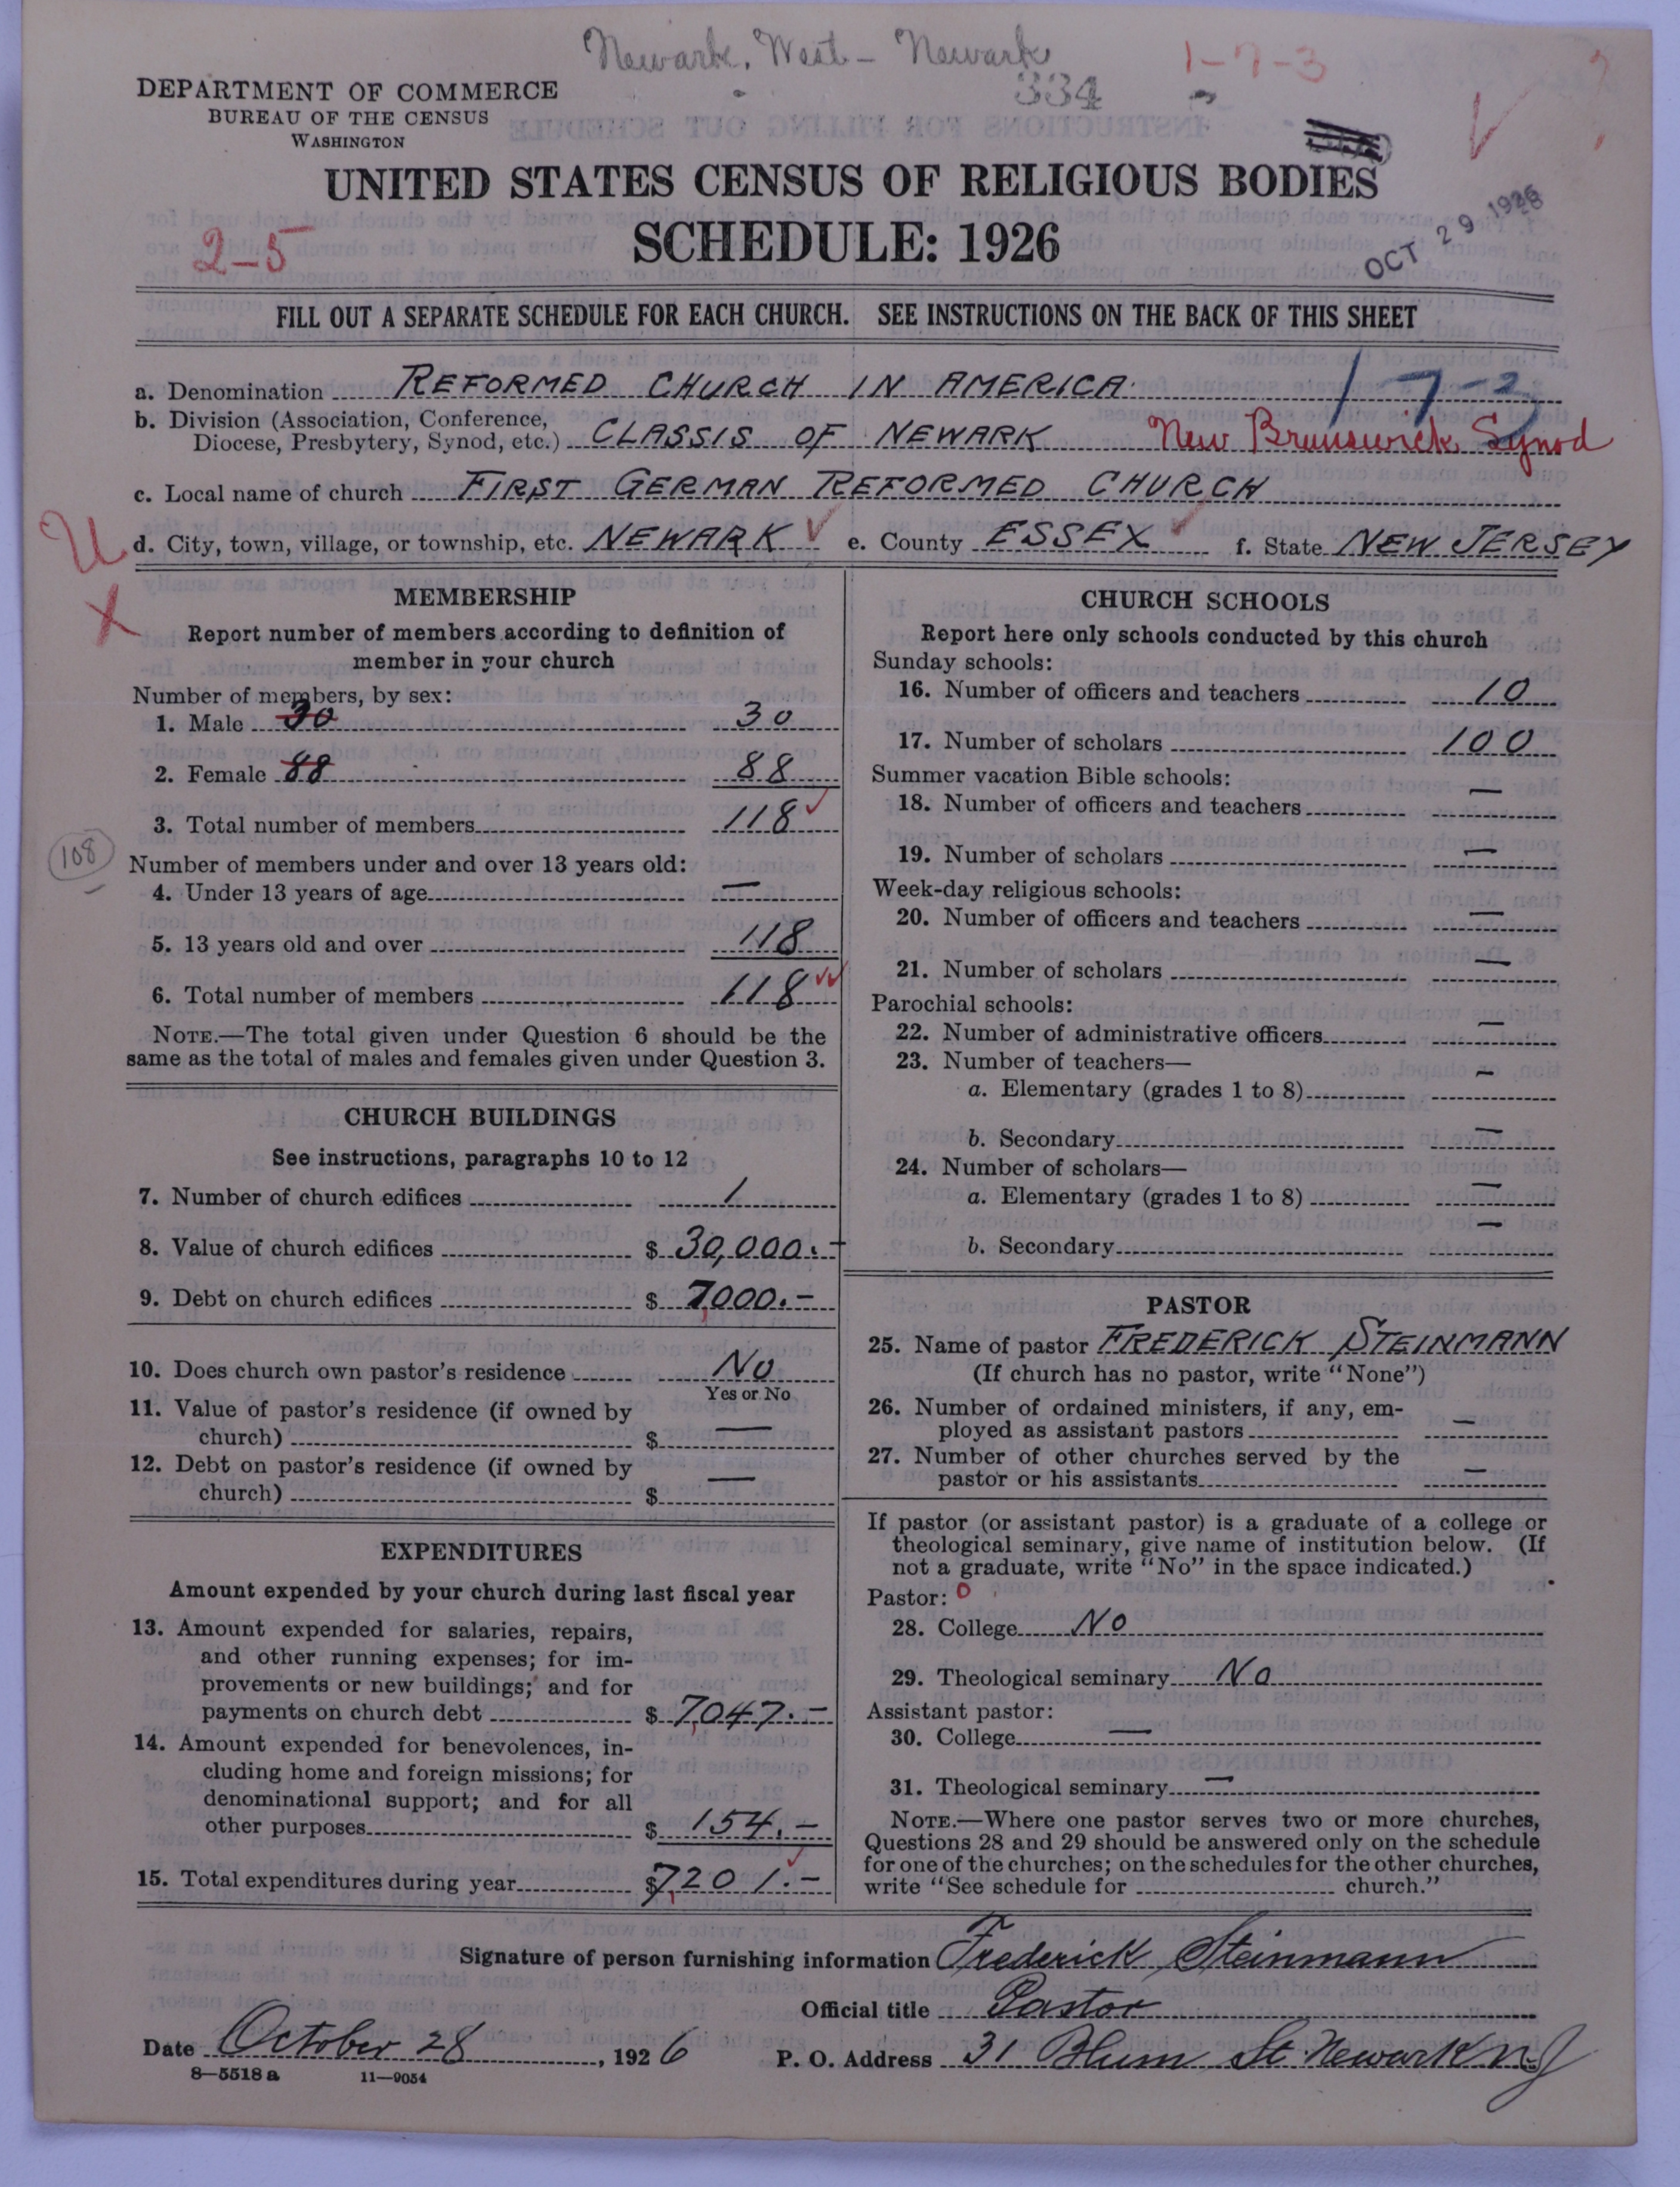 Newark, West - Newark
1-7-3
334
DEPARTMENT OF COMMERCE
BUREAU OF THE CENSUS
WASHINGTON
UNITED STATES CENSUS OF RELIGIOUS BODIES
SCHEDULE: 1926
2-5
OCT 29 1926
FILL OUT A SEPARATE SCHEDULE FOR EACH CHURCH. SEE INSTRUCTIONS ON THE BACK OF THIS SHEET
a. Denomination REFORMED CHURCH IN AMERICA. 1-7-2
b. Division (Association, Conference,
Diocese, Presbytery, Synod, etc.) CLASSIS OF NEWARK New Brunswick Synod
c. Local name of church FIRST GERMAN REFORMED CHURCH
U
d. City, town, village, or township, etc. NEWARK ✓ e. County ESSEX ✓ f. State NEW JERSEY
X
MEMBERSHIP
Report number of members according to definition of
member in your church
Number of members, by sex:
1. Male 30 30
2. Female 88 88
3. Total number of members 118 ✓
108
Number of members under and over 13 years old:
4. Under 13 years of age —
5. 13 years old and over 118
6. Total number of members 118 ✓✓
NOTE.—The total given under Question 6 should be the
same as the total of males and females given under Question 3.
CHURCH BUILDINGS
See instructions, paragraphs 10 to 12
7. Number of church edifices 1
8. Value of church edifices $ 30,000.-
9. Debt on church edifices $ 7,000.-
10. Does church own pastor's residence No
Yes or No
11. Value of pastor's residence (if owned by
church) $ —
12. Debt on pastor's residence (if owned by
church) $ —
EXPENDITURES
Amount expended by your church during last fiscal year
13. Amount expended for salaries, repairs,
and other running expenses; for im-
provements or new buildings; and for
payments on church debt $ 7,047.-
14. Amount expended for benevolences, in-
cluding home and foreign missions; for
denominational support; and for all
other purposes $ 154.-
15. Total expenditures during year $ 7,201.- ✓
CHURCH SCHOOLS
Report here only schools conducted by this church
Sunday schools:
16. Number of officers and teachers 10
17. Number of scholars 100
Summer vacation Bible schools:
18. Number of officers and teachers —
19. Number of scholars —
Week-day religious schools:
20. Number of officers and teachers —
21. Number of scholars —
Parochial schools:
22. Number of administrative officers —
23. Number of teachers—
a. Elementary (grades 1 to 8) —
b. Secondary —
24. Number of scholars—
a. Elementary (grades 1 to 8) —
b. Secondary —
PASTOR
25. Name of pastor FREDERICK STEINMANN
(If church has no pastor, write "None")
26. Number of ordained ministers, if any, em-
ployed as assistant pastors —
27. Number of other churches served by the
pastor or his assistants —
If pastor (or assistant pastor) is a graduate of a college or
theological seminary, give name of institution below. (If
not a graduate, write "No" in the space indicated.)
Pastor: 0
28. College No
29. Theological seminary No
Assistant pastor:
30. College —
31. Theological seminary —
NOTE.—Where one pastor serves two or more churches,
Questions 28 and 29 should be answered only on the schedule
for one of the churches; on the schedules for the other churches,
write "See schedule for church."
Signature of person furnishing information Frederick Steinmann
Official title Pastor
Date October 28, 1926 P. O. Address 31 Blum St. Newark N.J
8—5518 a 11—9054